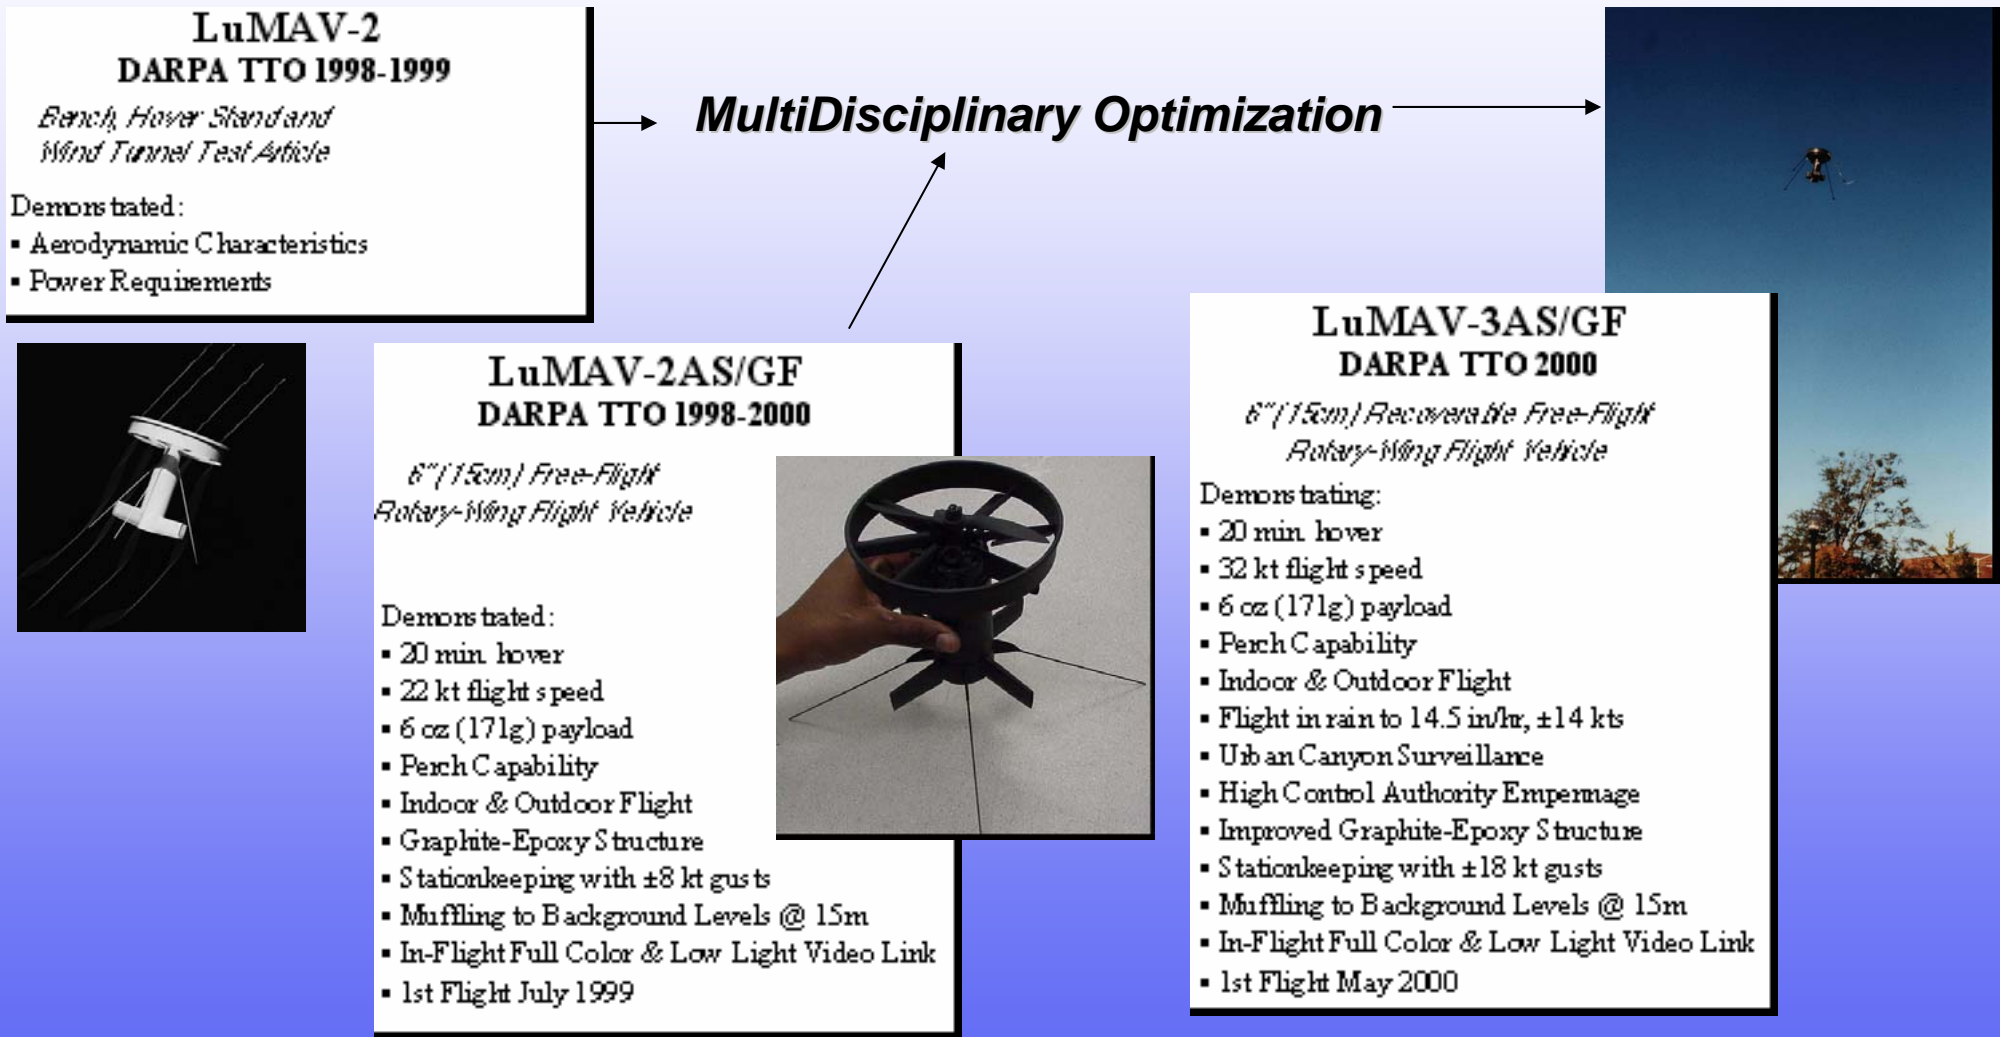 LuMAV-2
DARPA TTO 1998-1999
Bench, Hover Stand and
Wind Tunnel Test Article
Demonstrated:
▪ Aerodynamic Characteristics
▪ Power Requirements
MultiDisciplinary Optimization
LuMAV-2AS/GF
DARPA TTO 1998-2000
6"(15cm) Free-Flight
Rotary-Wing Flight Vehicle
Demonstrated:
▪ 20 min. hover
▪ 22 kt flight speed
▪ 6 oz (171g) payload
▪ Perch Capability
▪ Indoor & Outdoor Flight
▪ Graphite-Epoxy Structure
▪ Stationkeeping with ±8 kt gusts
▪ Muffling to Background Levels @ 15m
▪ In-Flight Full Color & Low Light Video Link
▪ 1st Flight July 1999
LuMAV-3AS/GF
DARPA TTO 2000
6"(15cm) Recoverable Free-Flight
Rotary-Wing Flight Vehicle
Demonstrating:
▪ 20 min. hover
▪ 32 kt flight speed
▪ 6 oz (171g) payload
▪ Perch Capability
▪ Indoor & Outdoor Flight
▪ Flight in rain to 14.5 in/hr, ±14 kts
▪ Urban Canyon Surveillance
▪ High Control Authority Empennage
▪ Improved Graphite-Epoxy Structure
▪ Stationkeeping with ±18 kt gusts
▪ Muffling to Background Levels @ 15m
▪ In-Flight Full Color & Low Light Video Link
▪ 1st Flight May 2000